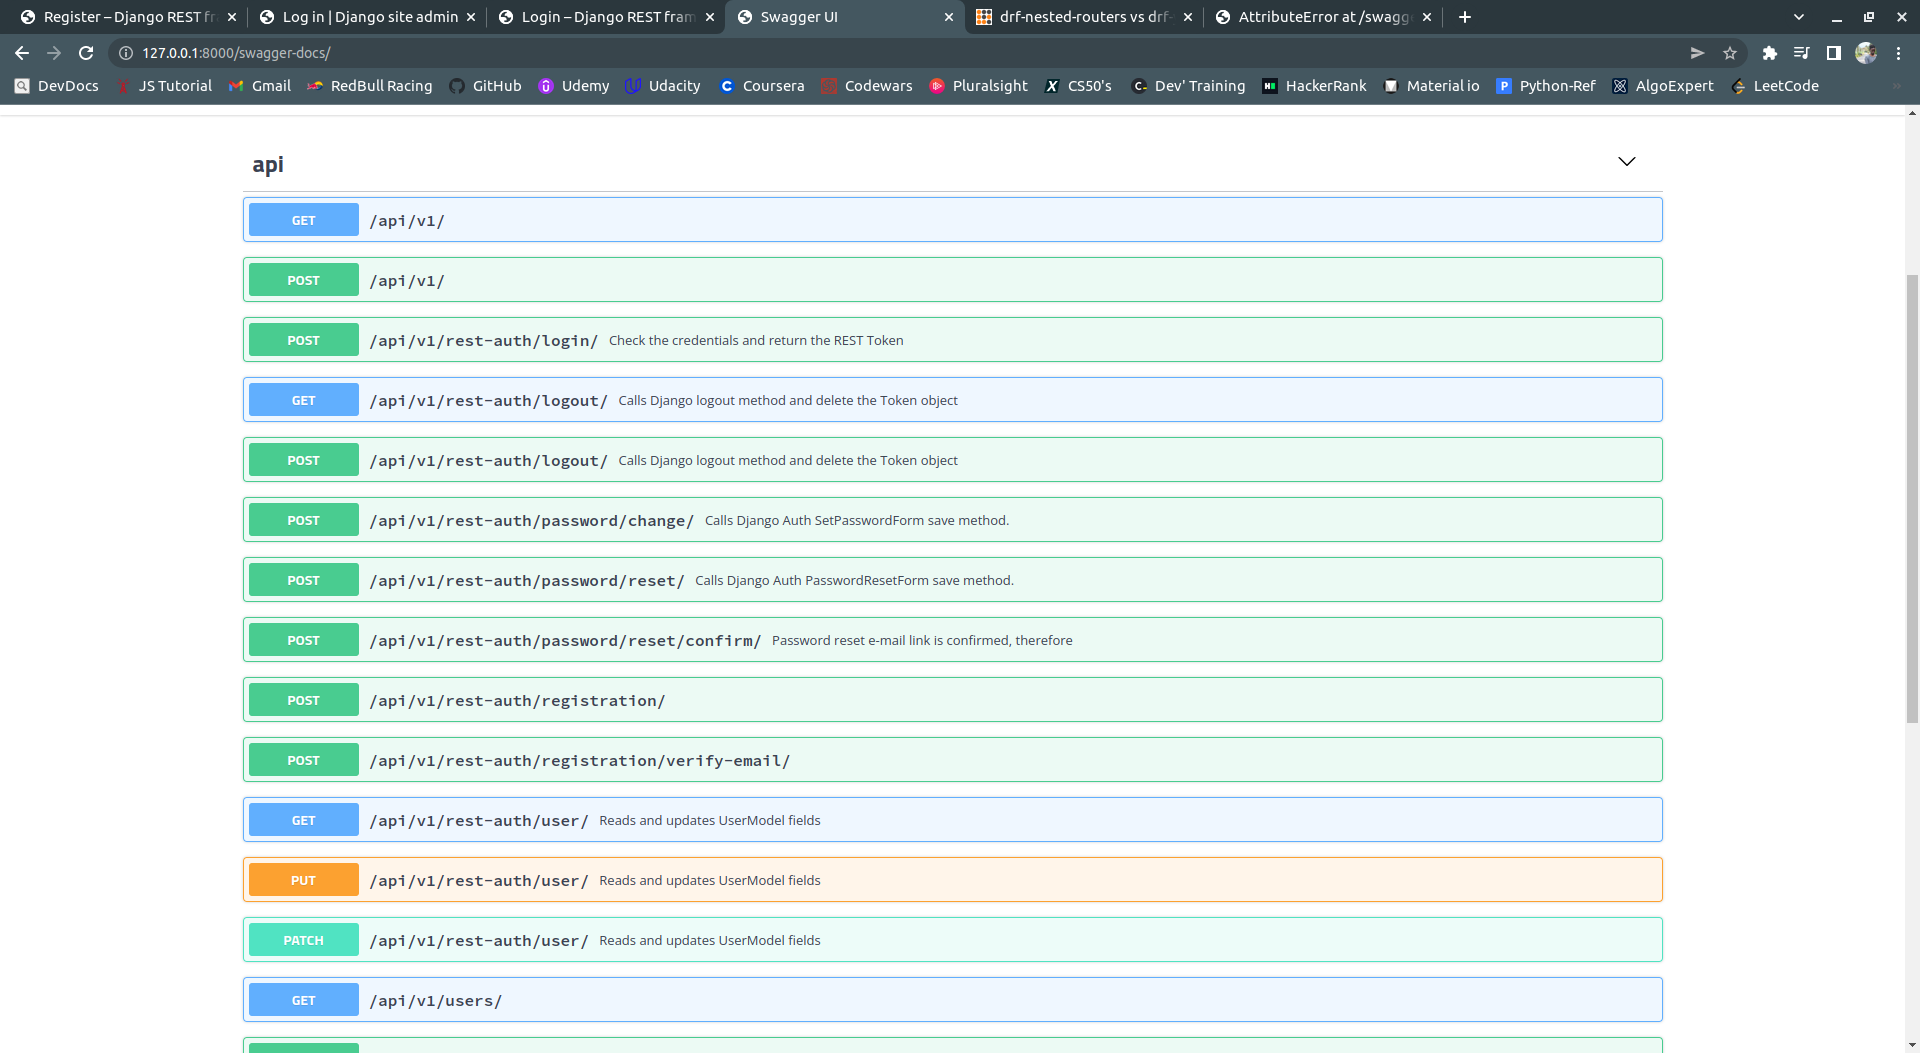 Register – Django REST fr
Log in | Django site admin
Login – Django REST fram
Swagger UI
drf-nested-routers vs drf-
AttributeError at /swagg
127.0.0.1:8000/swagger-docs/
DevDocs
JS Tutorial
Gmail
RedBull Racing
GitHub
Udemy
Udacity
Coursera
Codewars
Pluralsight
CS50's
Dev' Training
HackerRank
Material io
Python-Ref
AlgoExpert
LeetCode
api
GET /api/v1/
POST /api/v1/
POST /api/v1/rest-auth/login/ Check the credentials and return the REST Token
GET /api/v1/rest-auth/logout/ Calls Django logout method and delete the Token object
POST /api/v1/rest-auth/logout/ Calls Django logout method and delete the Token object
POST /api/v1/rest-auth/password/change/ Calls Django Auth SetPasswordForm save method.
POST /api/v1/rest-auth/password/reset/ Calls Django Auth PasswordResetForm save method.
POST /api/v1/rest-auth/password/reset/confirm/ Password reset e-mail link is confirmed, therefore
POST /api/v1/rest-auth/registration/
POST /api/v1/rest-auth/registration/verify-email/
GET /api/v1/rest-auth/user/ Reads and updates UserModel fields
PUT /api/v1/rest-auth/user/ Reads and updates UserModel fields
PATCH /api/v1/rest-auth/user/ Reads and updates UserModel fields
GET /api/v1/users/